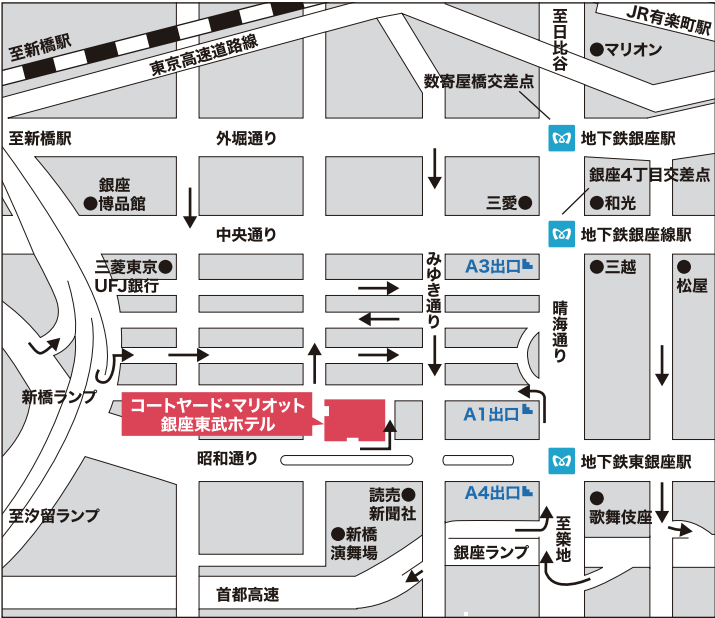 至新橋駅
東京高速道路線
至日比谷
JR有楽町駅
マリオン
数寄屋橋交差点
至新橋駅
外堀通り
地下鉄銀座駅
銀座
博品館
三愛
銀座4丁目交差点
和光
中央通り
地下鉄銀座線駅
三菱東京
UFJ銀行
みゆき通り
A3出口
晴海通り
三越
松屋
新橋ランプ
コートヤード・マリオット
銀座東武ホテル
A1出口
昭和通り
地下鉄東銀座駅
至汐留ランプ
読売
新聞社
A4出口
新橋
演舞場
銀座ランプ
至築地
歌舞伎座
首都高速